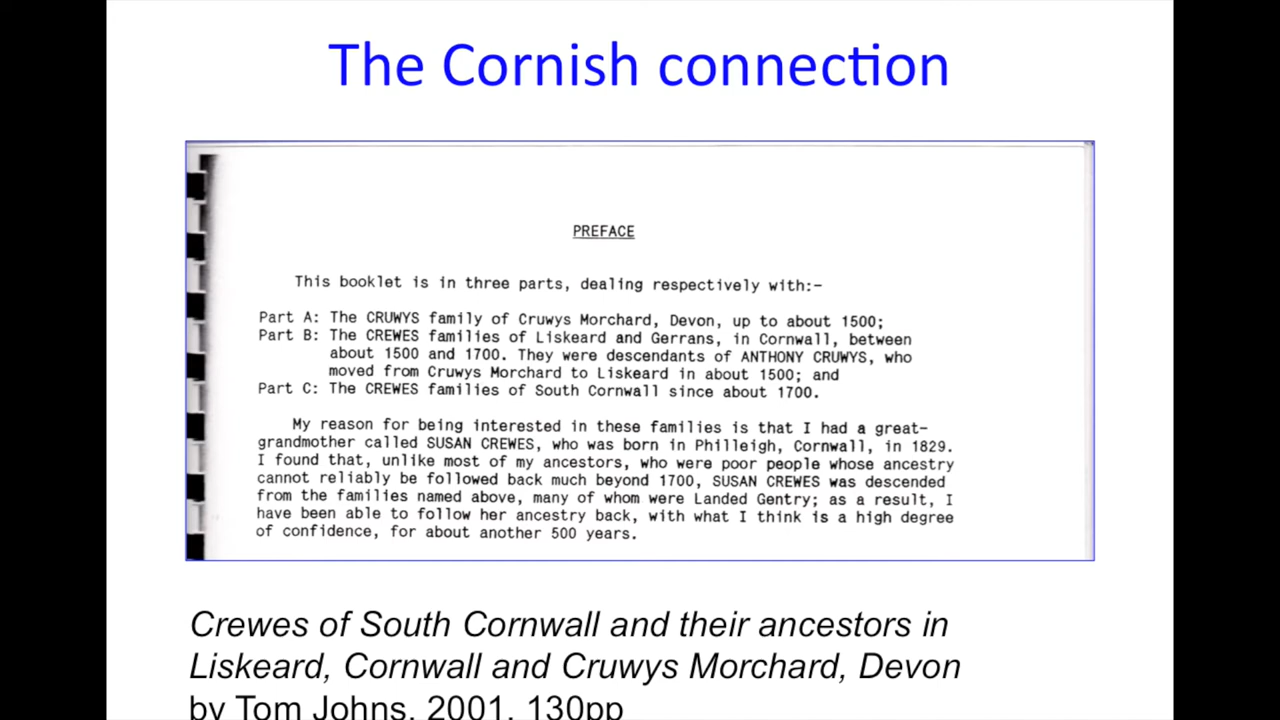 The Cornish connection
PREFACE
This booklet is in three parts, dealing respectively with:-
Part A: The CRUWYS family of Cruwys Morchard, Devon, up to about 1500;
Part B: The CREWES families of Liskeard and Gerrans, in Cornwall, between
about 1500 and 1700. They were descendants of ANTHONY CRUWYS, who
moved from Cruwys Morchard to Liskeard in about 1500; and
Part C: The CREWES families of South Cornwall since about 1700.
My reason for being interested in these families is that I had a great-
grandmother called SUSAN CREWES, who was born in Philleigh, Cornwall, in 1829.
I found that, unlike most of my ancestors, who were poor people whose ancestry
cannot reliably be followed back much beyond 1700, SUSAN CREWES was descended
from the families named above, many of whom were Landed Gentry; as a result, I
have been able to follow her ancestry back, with what I think is a high degree
of confidence, for about another 500 years.
Crewes of South Cornwall and their ancestors in
Liskeard, Cornwall and Cruwys Morchard, Devon
by Tom Johns, 2001, 130pp